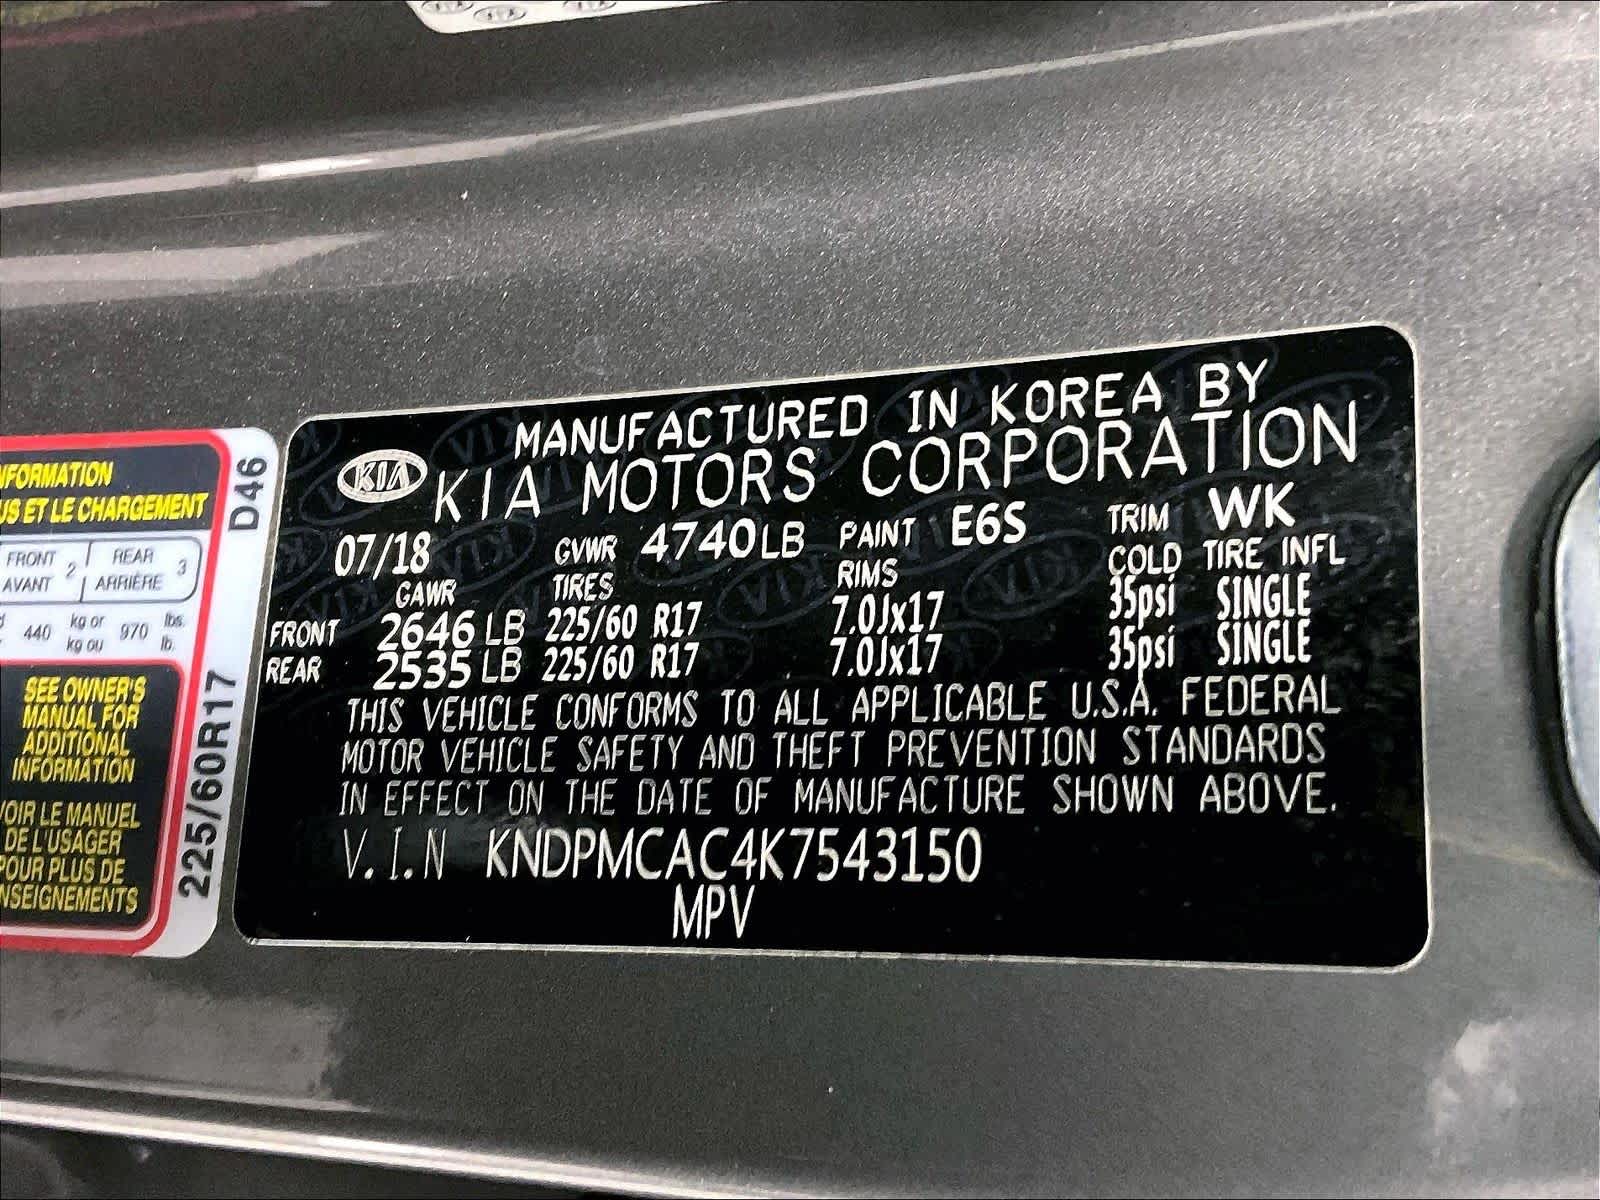 NFORMATION
US ET LE CHARGEMENT
FRONT 2 REAR 3
AVANT ARRIÈRE
440 kg or 970 lbs.
kg ou lb.
SEE OWNER'S
MANUAL FOR
ADDITIONAL
INFORMATION
VOIR LE MANUEL
DE L'USAGER
POUR PLUS DE
NSEIGNEMENTS
225/60R17 D46
MANUFACTURED IN KOREA BY
KIA KIA MOTORS CORPORATION
07/18 GVWR 4740LB PAINT E6S TRIM WK
GAWR TIRES RIMS COLD TIRE INFL
FRONT 2646 LB 225/60 R17 7.0Jx17 35psi SINGLE
REAR 2535 LB 225/60 R17 7.0Jx17 35psi SINGLE
THIS VEHICLE CONFORMS TO ALL APPLICABLE U.S.A. FEDERAL
MOTOR VEHICLE SAFETY AND THEFT PREVENTION STANDARDS
IN EFFECT ON THE DATE OF MANUFACTURE SHOWN ABOVE.
V.I.N KNDPMCAC4K7543150
MPV